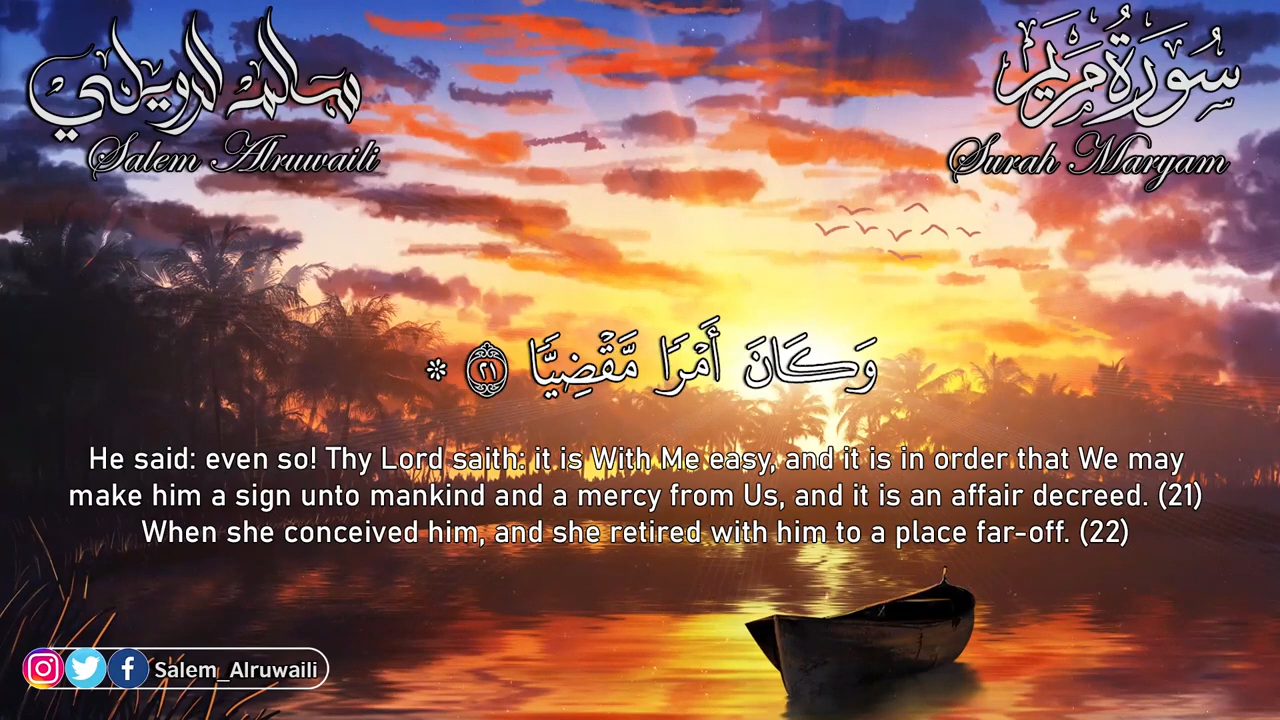 سالم الرويلي
Salem Alruwaili
سُورَةُ مَرْيَم
Surah Maryam
وَكَانَ أَمْرًا مَّقْضِيًّا ٢١ *
He said: even so! Thy Lord saith: it is With Me easy, and it is in order that We may
make him a sign unto mankind and a mercy from Us, and it is an affair decreed. (21)
When she conceived him, and she retired with him to a place far-off. (22)
Salem_Alruwaili